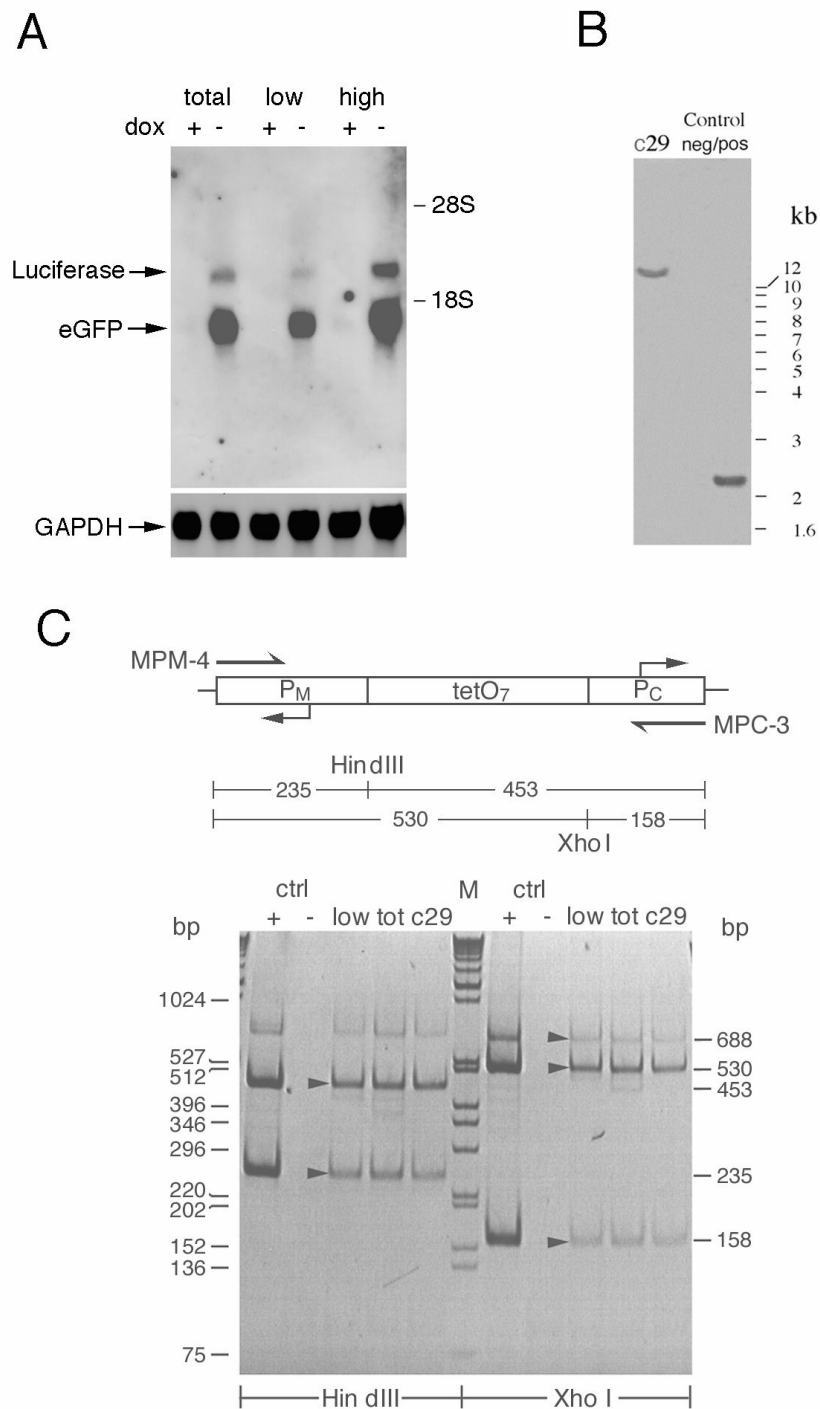 A
total low high
dox + - + - + -
28S
Luciferase
18S
eGFP
GAPDH
B
Control
c29 neg/pos
kb
12
10
9
8
7
6
5
4
3
2
1.6
C
MPM-4
PM tetO7 PC
MPC-3
Hin dIII
235 453
530 158
Xho I
ctrl M ctrl
bp + - low tot c29 + - low tot c29 bp
1024
527
512
396
346
296
220
202
152
136
75
688
530
453
235
158
Hin dIII Xho I